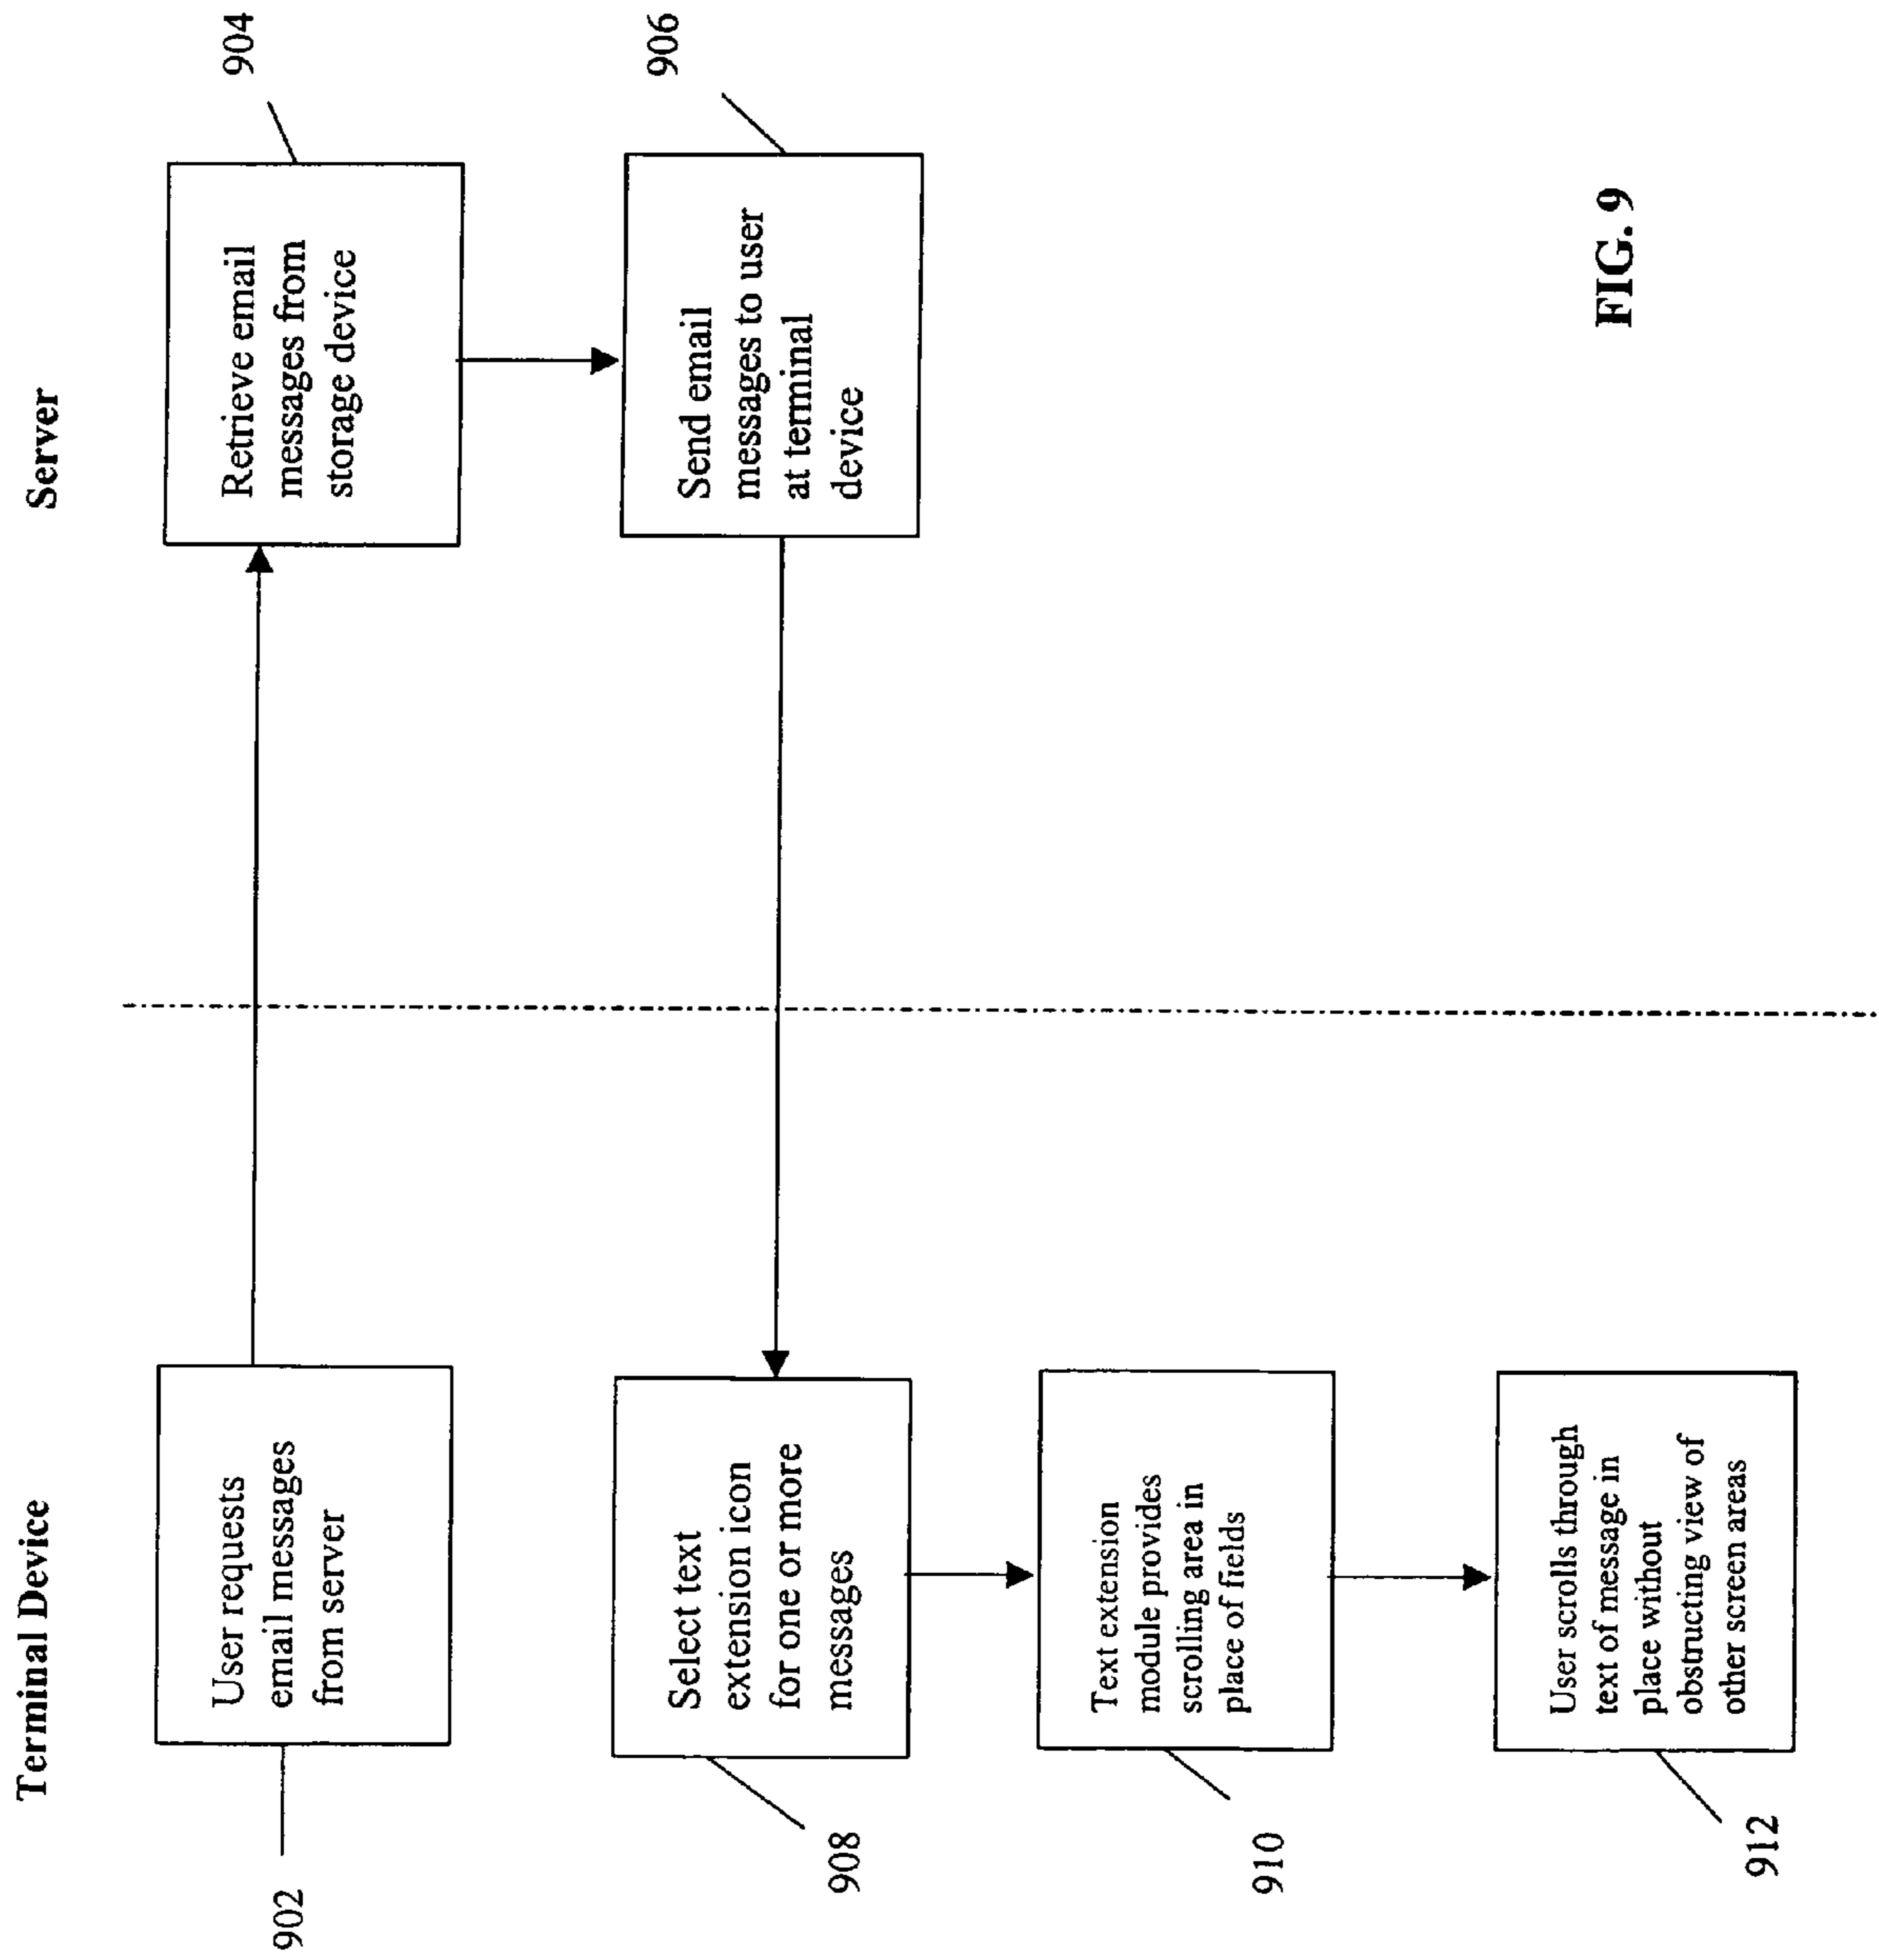 Terminal Device
Server
902
User requests
email messages
from server
904
Retrieve email
messages from
storage device
906
Send email
messages to user
at terminal
device
908
Select text
extension icon
for one or more
messages
910
Text extension
module provides
scrolling area in
place of fields
912
User scrolls through
text of message in
place without
obstructing view of
other screen areas
FIG. 9